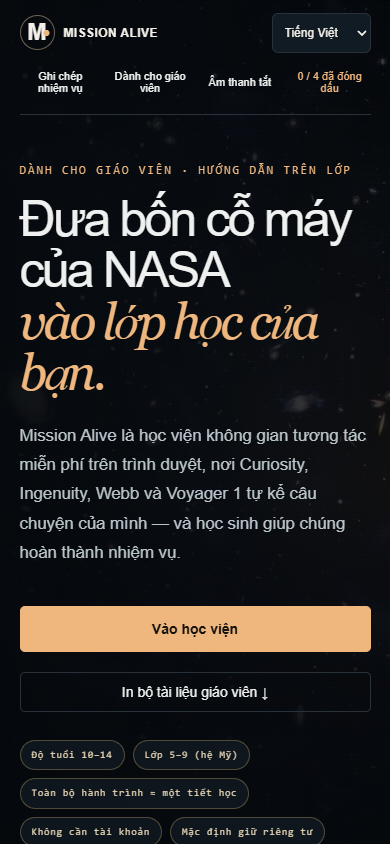 M
MISSION ALIVE
Tiếng Việt
Ghi chép
nhiệm vụ
Dành cho giáo
viên
Âm thanh tắt
0 / 4 đã đóng
dấu
DÀNH CHO GIÁO VIÊN · HƯỚNG DẪN TRÊN LỚP
Đưa bốn cỗ máy
của NASA
vào lớp học của
bạn.
Mission Alive là học viện không gian tương tác
miễn phí trên trình duyệt, nơi Curiosity,
Ingenuity, Webb và Voyager 1 tự kể câu
chuyện của mình — và học sinh giúp chúng
hoàn thành nhiệm vụ.
Vào học viện
In bộ tài liệu giáo viên ↓
Độ tuổi 10–14
Lớp 5–9 (hệ Mỹ)
Toàn bộ hành trình ≈ một tiết học
Không cần tài khoản
Mặc định giữ riêng tư